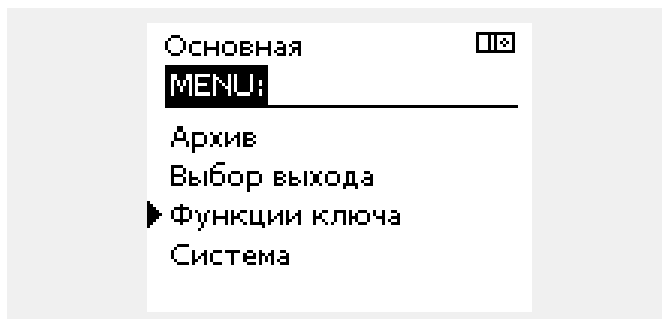 Основная
MENU:
Архив
Выбор выхода
Функции ключа
Система